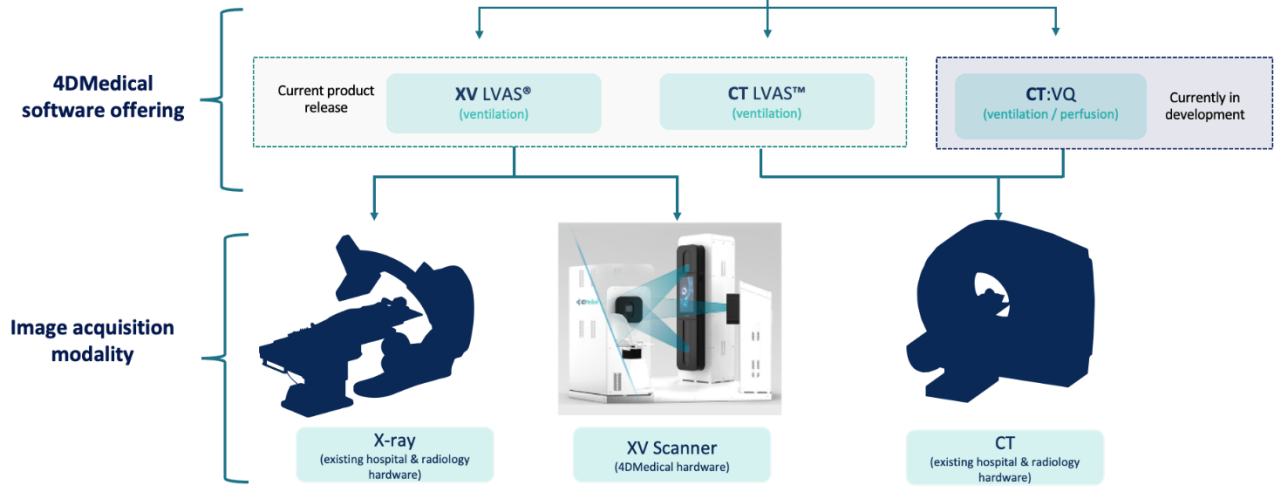 4DMedical
software offering
Current product
release
XV LVAS®
(ventilation)
CT LVAS™
(ventilation)
CT:VQ
(ventilation / perfusion)
Currently in
development
Image acquisition
modality
X-ray
(existing hospital & radiology
hardware)
XV Scanner
(4DMedical hardware)
CT
(existing hospital & radiology
hardware)